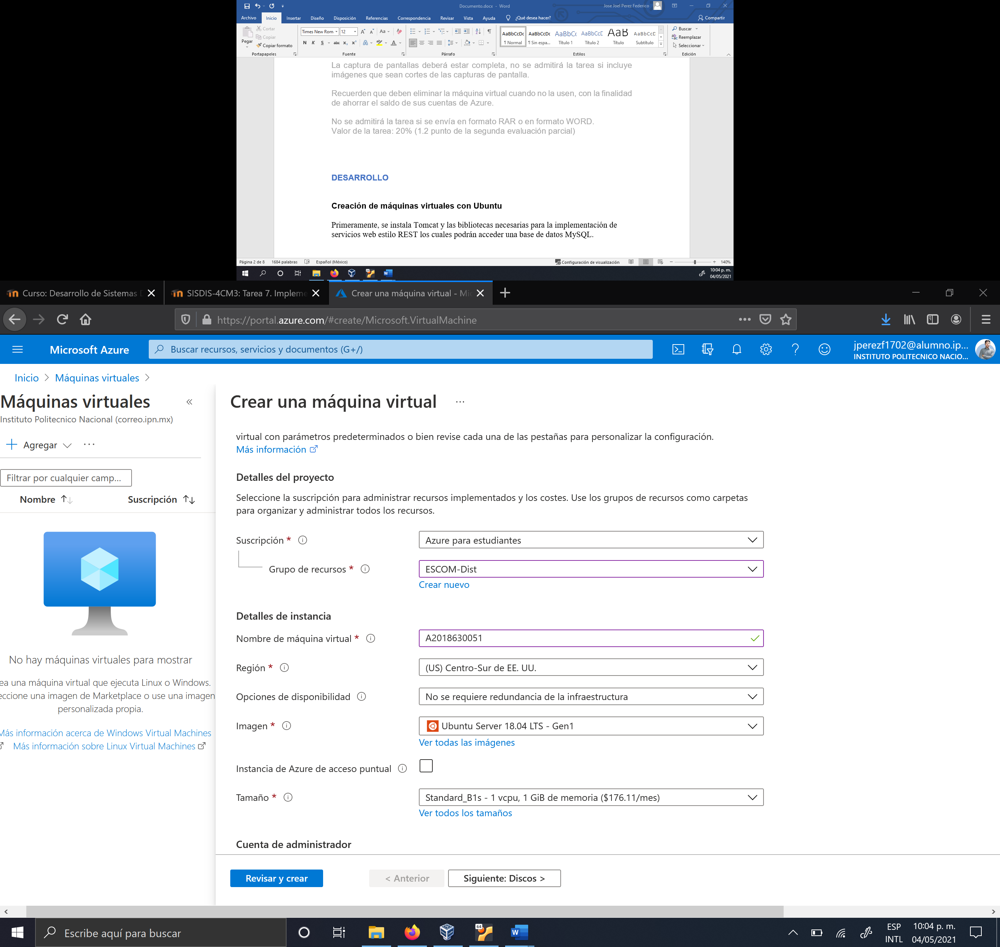 Documento.docx - Word
Jose Joel Perez Federico
Archivo Inicio Insertar Diseño Disposición Referencias Correspondencia Revisar Vista Ayuda ¿Qué desea hacer? Compartir
Pegar
Cortar
Copiar
Copiar formato
Times New Rom 12
Aa
N K S abc x₂ x²
AaBbCcDc AaBbCcDc AaBbCc AaBbCcE AaB AaBbCcD
¶ Normal ¶ Sin espa... Título 1 Título 2 Título Subtítulo
Buscar
Reemplazar
Seleccionar
Portapapeles Fuente Párrafo Estilos Edición
La captura de pantallas deberá estar completa, no se admitirá la tarea si incluye
imágenes que sean cortes de las capturas de pantalla.
Recuerden que deben eliminar la máquina virtual cuando no la usen, con la finalidad
de ahorrar el saldo de sus cuentas de Azure.
No se admitirá la tarea si se envía en formato RAR o en formato WORD.
Valor de la tarea: 20% (1.2 punto de la segunda evaluación parcial)
DESARROLLO
Creación de máquinas virtuales con Ubuntu
Primeramente, se instala Tomcat y las bibliotecas necesarias para la implementación de
servicios web estilo REST los cuales podrán acceder una base de datos MySQL.
Página 2 de 8 1684 palabras Español (México) Configuración de visualización 140%
10:04 p. m.
04/05/2021
Curso: Desarrollo de Sistemas SISDIS-4CM3: Tarea 7. Impleme Crear una máquina virtual - Mi
https://portal.azure.com/#create/Microsoft.VirtualMachine
Microsoft Azure
Buscar recursos, servicios y documentos (G+/)
jperezf1702@alumno.ip...
INSTITUTO POLITECNICO NACIO...
Inicio > Máquinas virtuales >
Máquinas virtuales «
Instituto Politecnico Nacional (correo.ipn.mx)
+ Agregar ...
Filtrar por cualquier camp...
Nombre Suscripción
No hay máquinas virtuales para mostrar
ea una máquina virtual que ejecuta Linux o Windows.
eccione una imagen de Marketplace o use una imagen
personalizada propia.
Más información acerca de Windows Virtual Machines
Más información sobre Linux Virtual Machines
Crear una máquina virtual ...
virtual con parámetros predeterminados o bien revise cada una de las pestañas para personalizar la configuración.
Más información
Detalles del proyecto
Seleccione la suscripción para administrar recursos implementados y los costes. Use los grupos de recursos como carpetas
para organizar y administrar todos los recursos.
Suscripción * Azure para estudiantes
Grupo de recursos * ESCOM-Dist
Crear nuevo
Detalles de instancia
Nombre de máquina virtual * A2018630051
Región * (US) Centro-Sur de EE. UU.
Opciones de disponibilidad No se requiere redundancia de la infraestructura
Imagen * Ubuntu Server 18.04 LTS - Gen1
Ver todas las imágenes
Instancia de Azure de acceso puntual
Tamaño * Standard_B1s - 1 vcpu, 1 GiB de memoria ($176.11/mes)
Ver todos los tamaños
Cuenta de administrador
Revisar y crear < Anterior Siguiente: Discos >
Escribe aquí para buscar
64
ESP
INTL
10:04 p. m.
04/05/2021